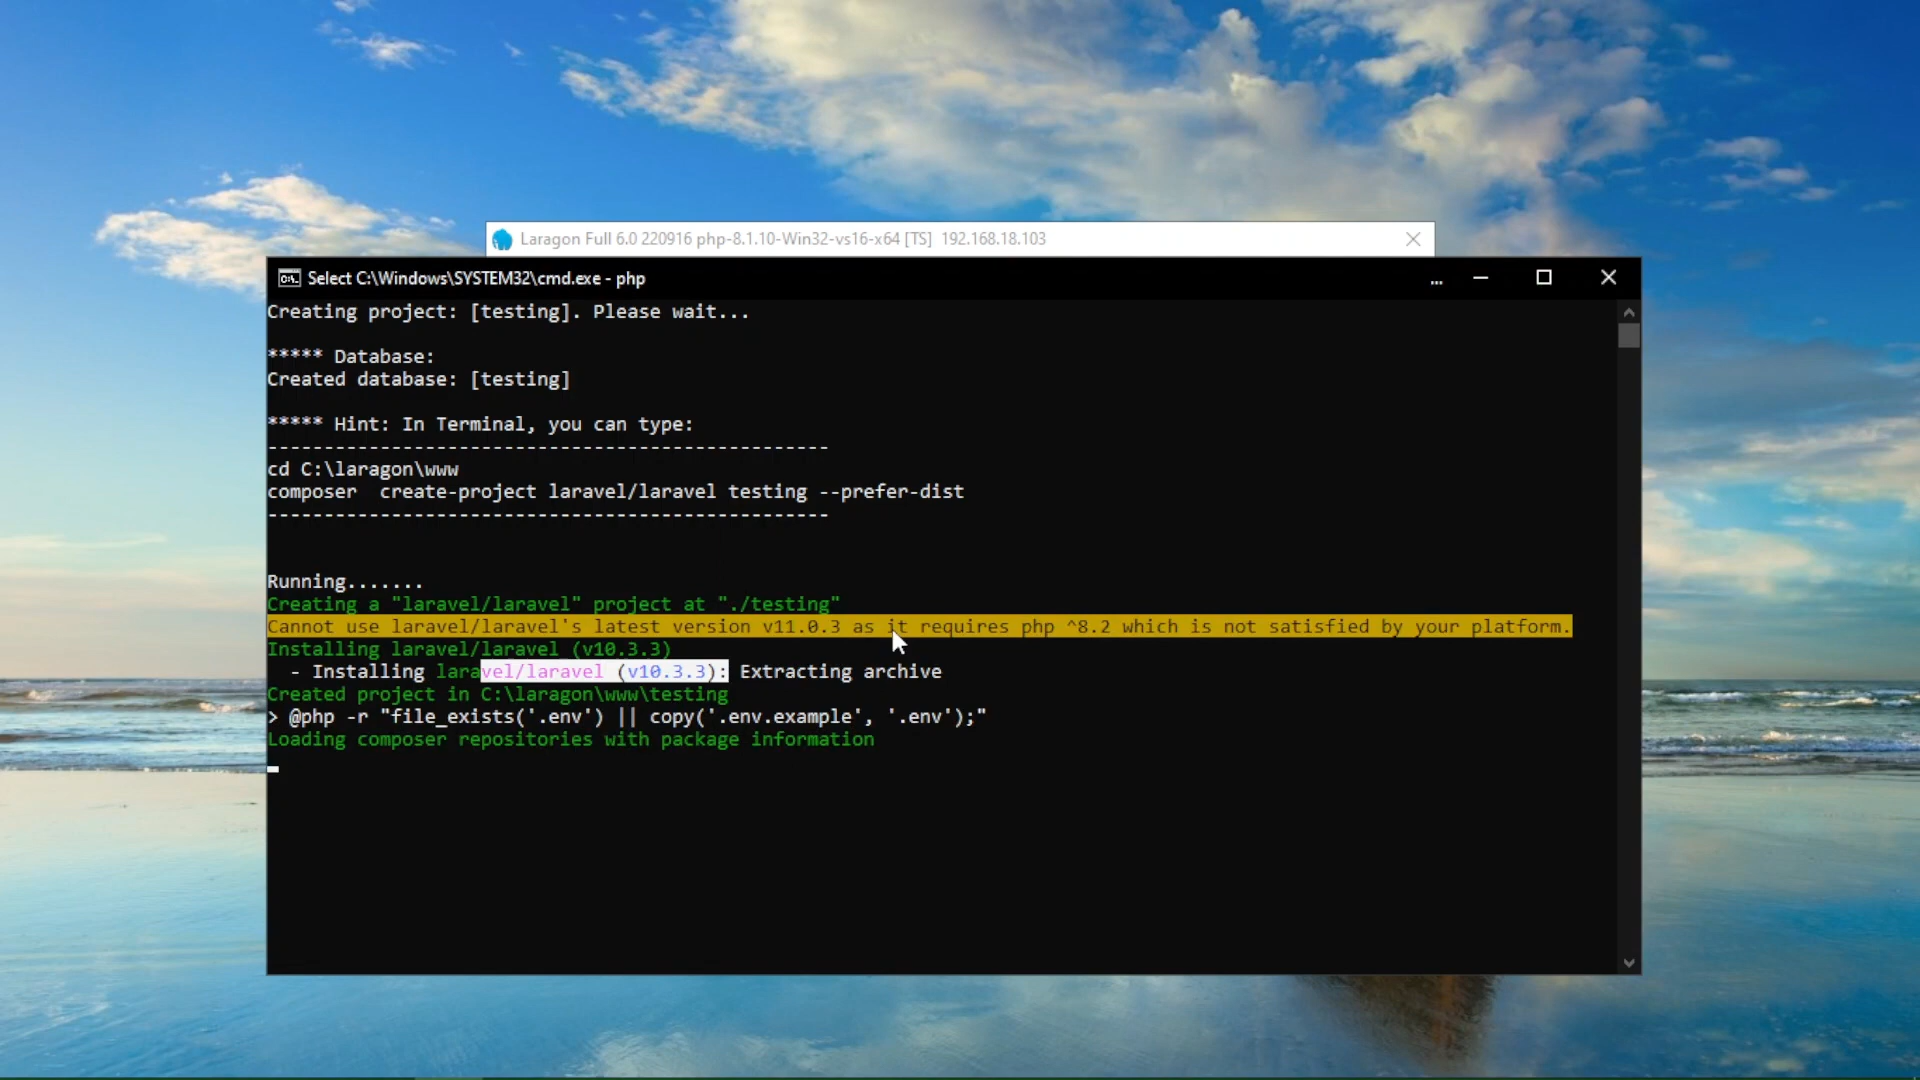 Laragon Full 6.0 220916 php-8.1.10-Win32-vs16-x64 [TS]  192.168.18.103
Select C:\Windows\SYSTEM32\cmd.exe - php
Creating project: [testing]. Please wait...
***** Database:
Created database: [testing]
***** Hint: In Terminal, you can type:
--------------------------------------------------
cd C:\laragon\www
composer  create-project laravel/laravel testing --prefer-dist
--------------------------------------------------
Running.......
Creating a "laravel/laravel" project at "./testing"
Cannot use laravel/laravel's latest version v11.0.3 as it requires php ^8.2 which is not satisfied by your platform.
Installing laravel/laravel (v10.3.3)
  - Installing laravel/laravel (v10.3.3): Extracting archive
Created project in C:\laragon\www\testing
> @php -r "file_exists('.env') || copy('.env.example', '.env');"
Loading composer repositories with package information